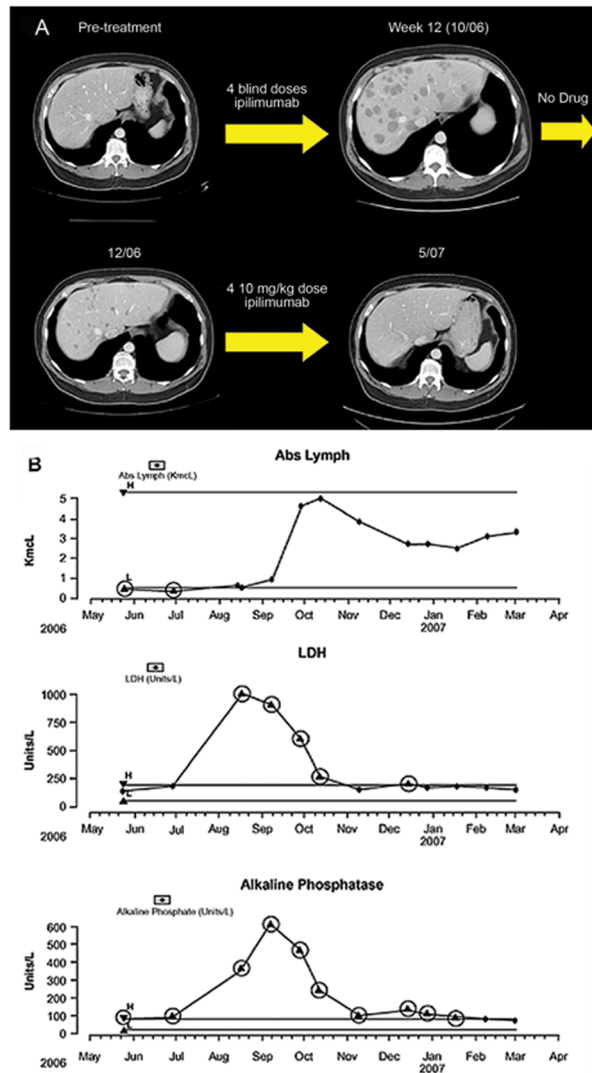 A
Pre-treatment
Week 12 (10/06)
4 blind doses
ipilimumab
No Drug
12/06
5/07
4 10 mg/kg dose
ipilimumab
B
Abs Lymph
Abs Lymph (KmcL)
H
L
KmcL
5
4
3
2
1
0
May Jun Jul Aug Sep Oct Nov Dec Jan Feb Mar Apr
2006 2007
LDH
LDH (Units/L)
H
L
Units/L
1000
750
500
250
0
May Jun Jul Aug Sep Oct Nov Dec Jan Feb Mar Apr
2006 2007
Alkaline Phosphatase
Alkaline Phosphate (Units/L)
H
L
Units/L
600
500
400
300
200
100
0
May Jun Jul Aug Sep Oct Nov Dec Jan Feb Mar Apr
2006 2007